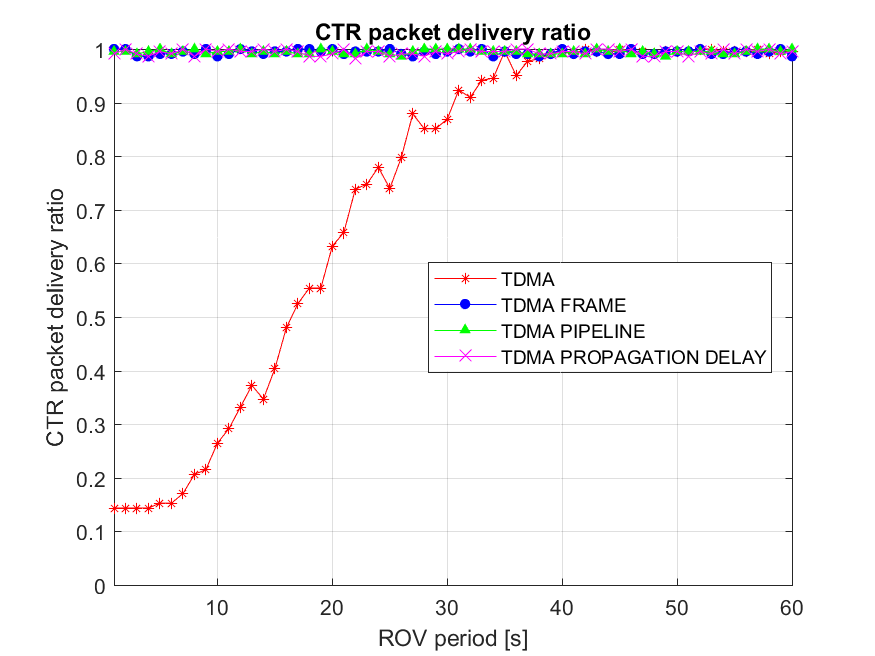 CTR packet delivery ratio
CTR packet delivery ratio
1
0.9
0.8
0.7
0.6
0.5
0.4
0.3
0.2
0.1
0
TDMA
TDMA FRAME
TDMA PIPELINE
TDMA PROPAGATION DELAY
10 20 30 40 50 60
ROV period [s]